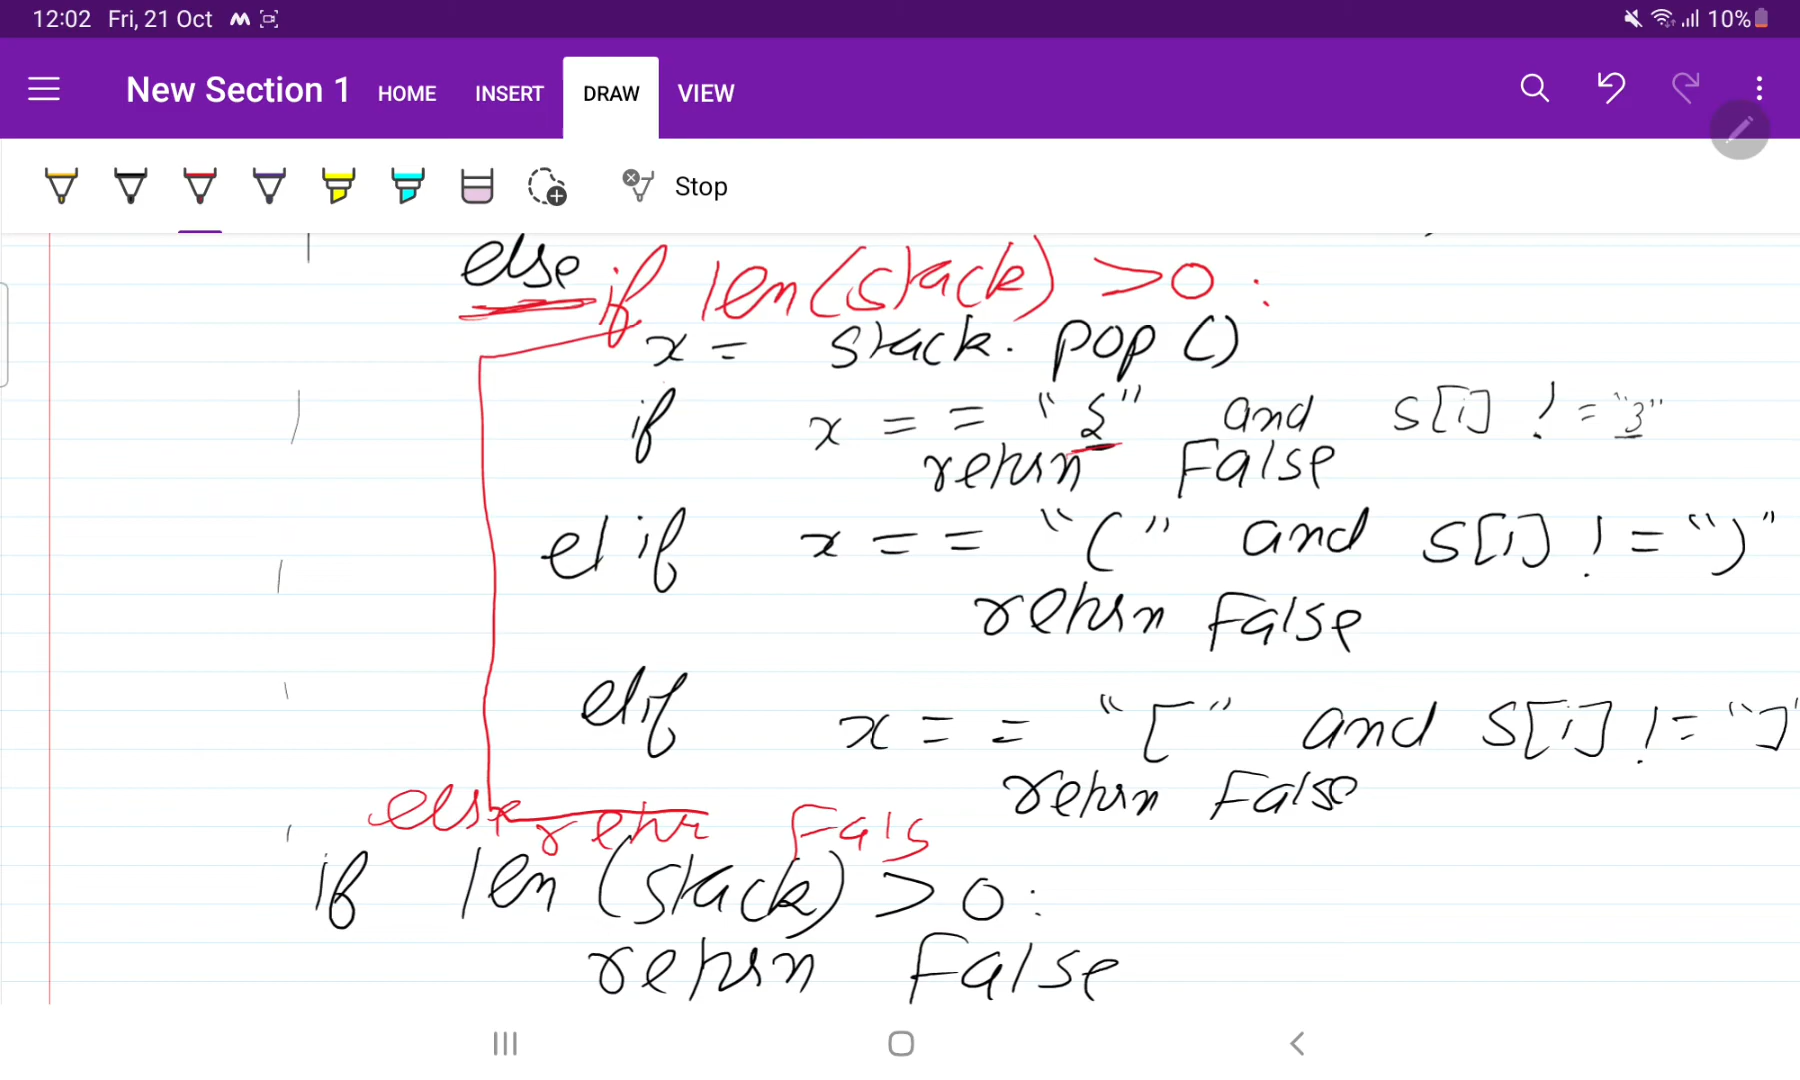 12:02 Fri, 21 Oct 10%
New Section 1 HOME INSERT DRAW VIEW
Stop
else if len(stack) >0 :
x = stack. pop ()
if x == "{" and s[i] != "}"
return False
elif x == "(" and s[i] != ")"
return False
elif x == "[" and s[i] != "]"
return False
else retur Fals
if len (stack) > 0 :
return False